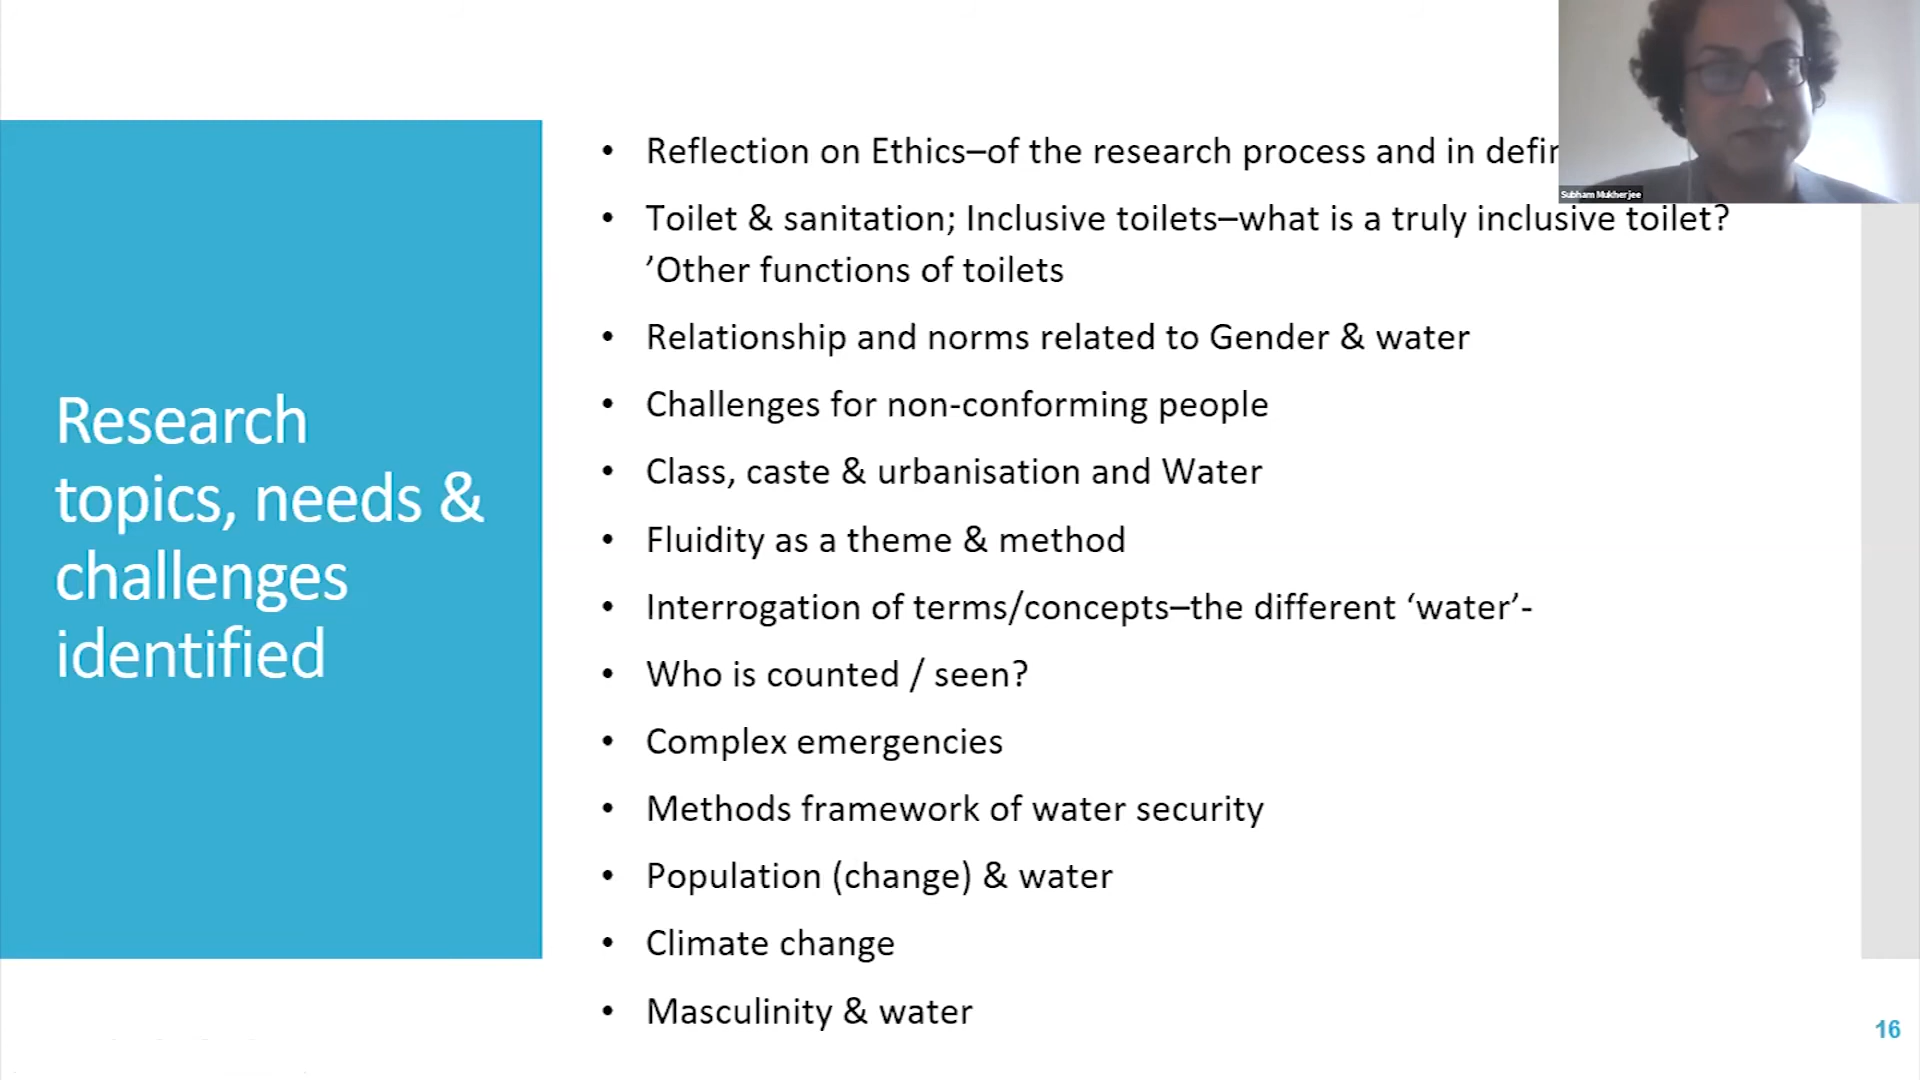 Research
topics, needs &
challenges
identified
• Reflection on Ethics–of the research process and in
• Toilet & sanitation; Inclusive toilets–what is a truly inclusive toilet?
’Other functions of toilets
• Relationship and norms related to Gender & water
• Challenges for non-conforming people
• Class, caste & urbanisation and Water
• Fluidity as a theme & method
• Interrogation of terms/concepts–the different ‘water’-
• Who is counted / seen?
• Complex emergencies
• Methods framework of water security
• Population (change) & water
• Climate change
• Masculinity & water
Subham Mukherjee
16